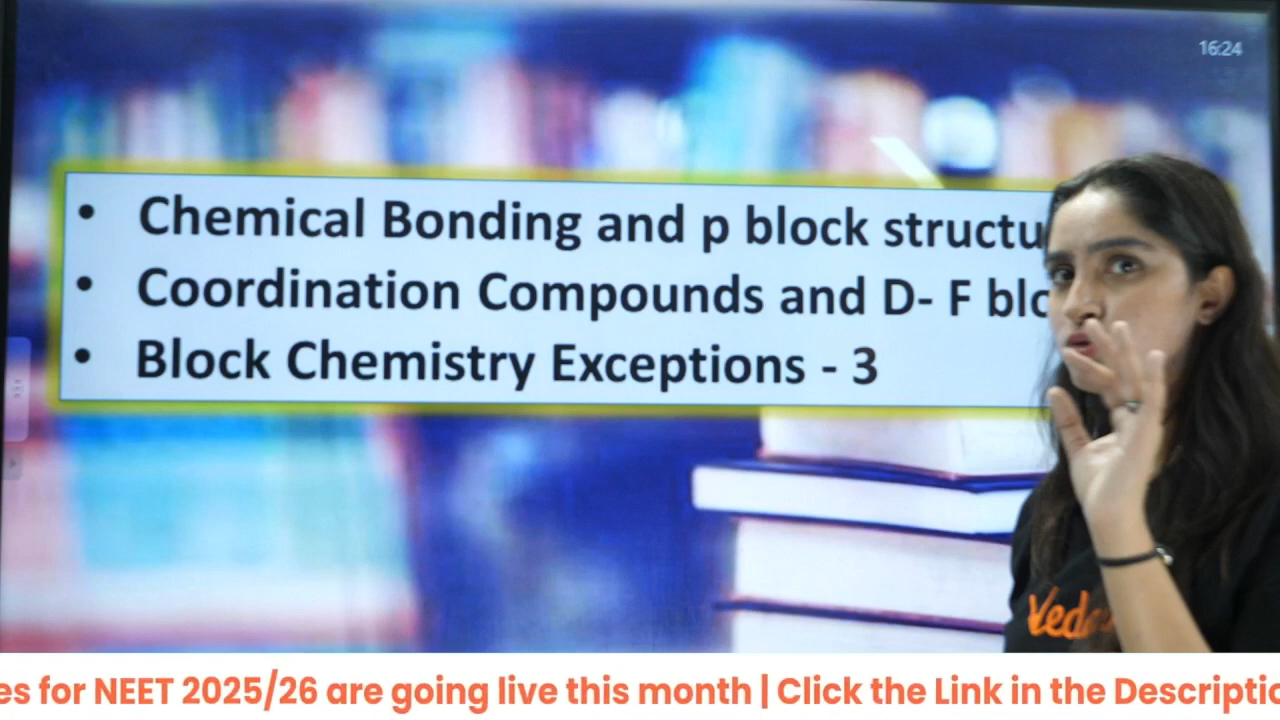 16:24
• Chemical Bonding and p block structu
• Coordination Compounds and D- F blo
• Block Chemistry Exceptions - 3
Veda
es for NEET 2025/26 are going live this month | Click the Link in the Descriptio